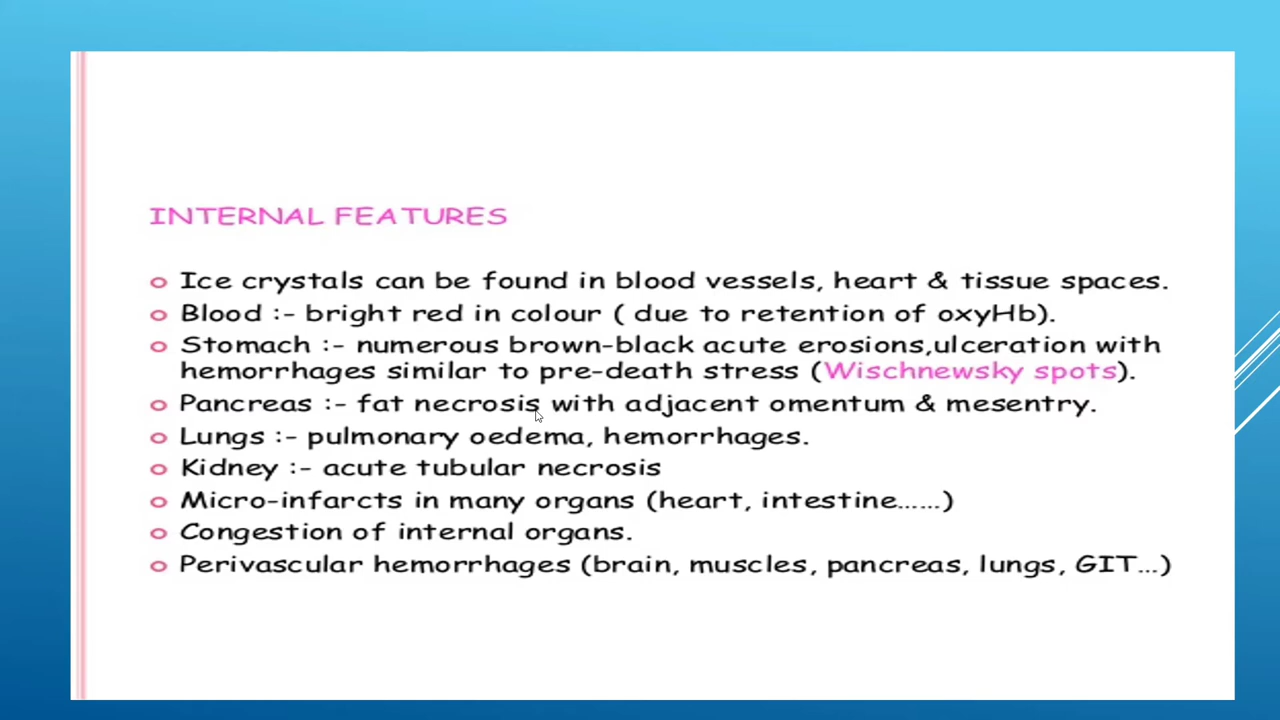 INTERNAL FEATURES
Ice crystals can be found in blood vessels, heart & tissue spaces.
Blood :- bright red in colour ( due to retention of oxyHb).
Stomach :- numerous brown-black acute erosions,ulceration with
hemorrhages similar to pre-death stress (Wischnewsky spots).
Pancreas :- fat necrosis with adjacent omentum & mesentry.
Lungs :- pulmonary oedema, hemorrhages.
Kidney :- acute tubular necrosis
Micro-infarcts in many organs (heart, intestine……)
Congestion of internal organs.
Perivascular hemorrhages (brain, muscles, pancreas, lungs, GIT…)